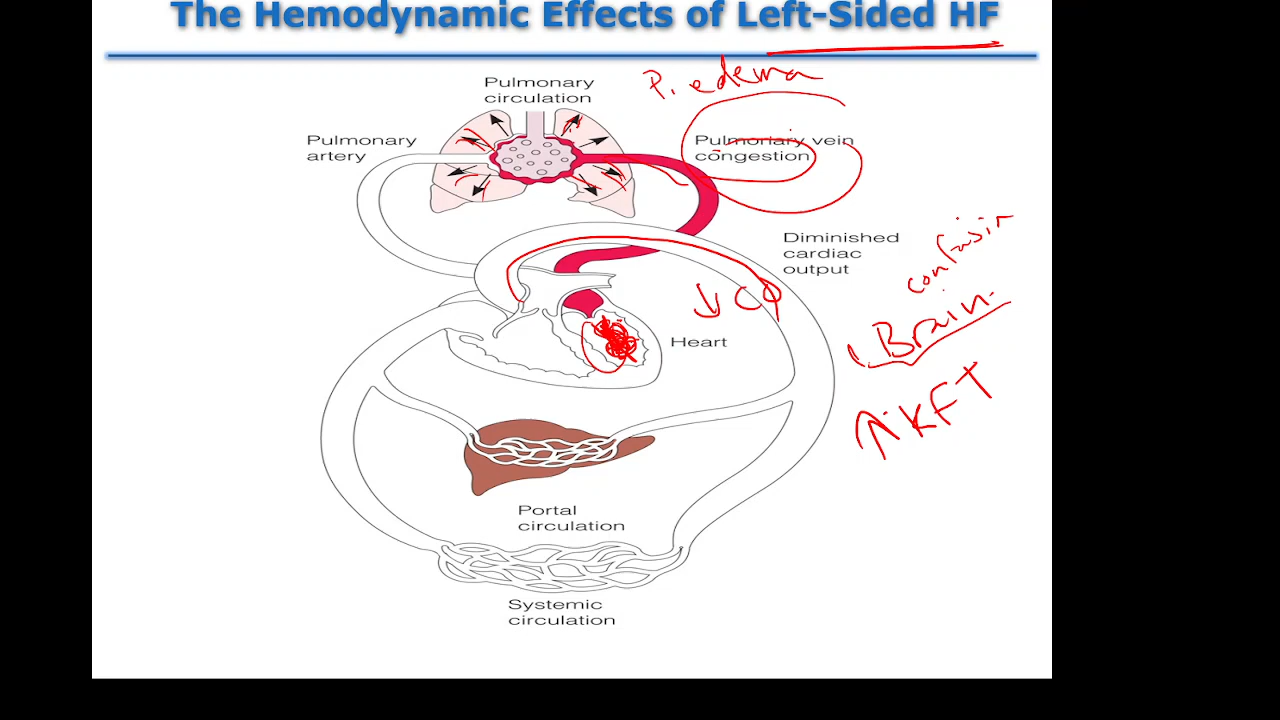 The Hemodynamic Effects of Left-Sided HF
Pulmonary
circulation
P. edema
Pulmonary
artery
Pulmonary vein
congestion
Diminished
cardiac
output
confusion
↓ CO
Brain
Heart
↑ KFT
Portal
circulation
Systemic
circulation